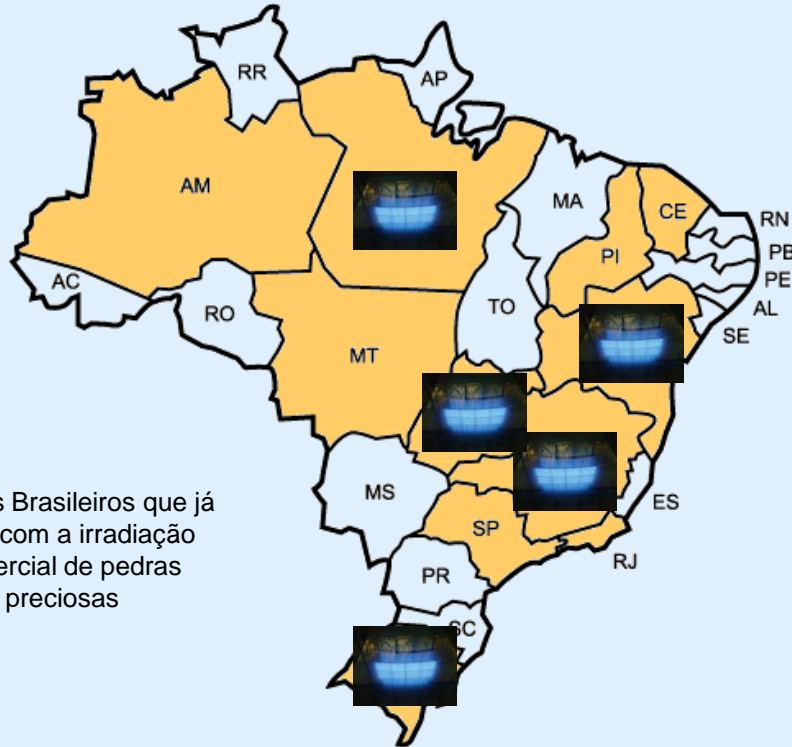 RR
AP
AM
MA
CE
RN
PI
PB
AC
PE
TO
AL
RO
SE
MT
s Brasileiros que já
com a irradiação
ercial de pedras
preciosas
MS
ES
SP
RJ
PR
SC